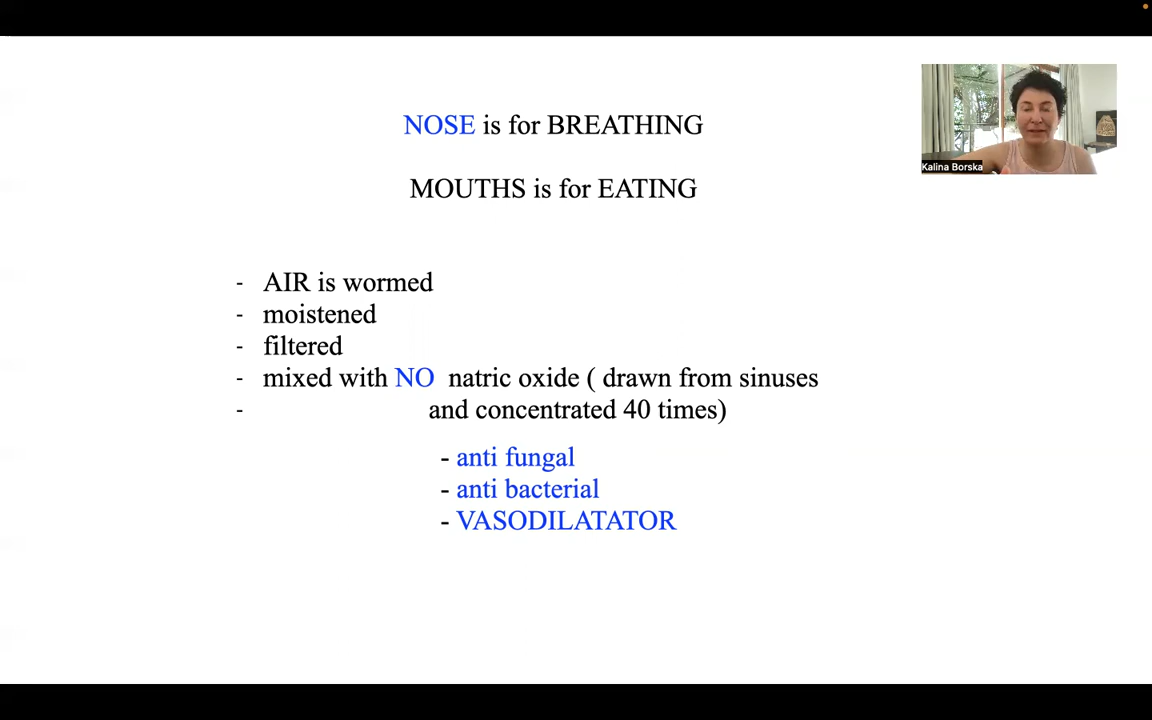 NOSE is for BREATHING
Kalina Borska
MOUTHS is for EATING
- AIR is wormed
- moistened
- filtered
- mixed with NO natric oxide ( drawn from sinuses
- and concentrated 40 times)
- anti fungal
- anti bacterial
- VASODILATATOR